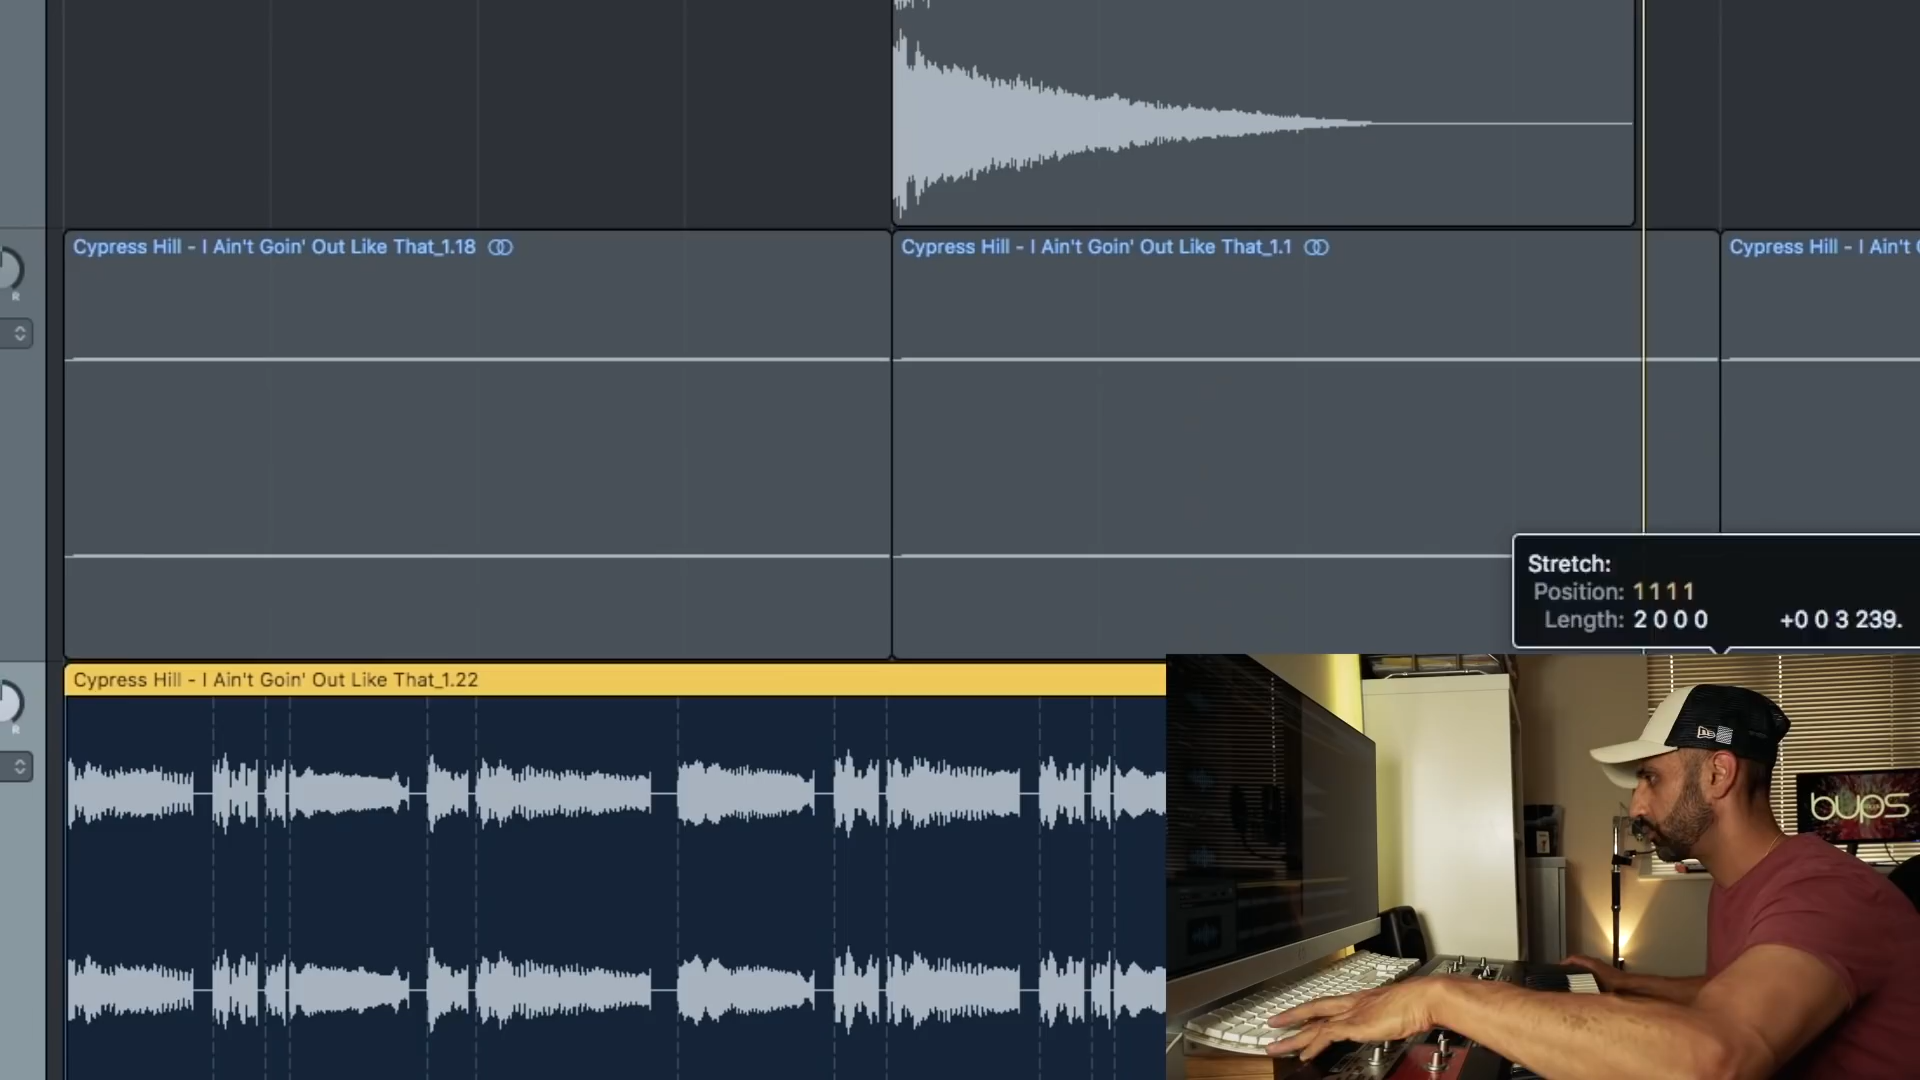 Cypress Hill - I Ain't Goin' Out Like That_1.18
Cypress Hill - I Ain't Goin' Out Like That_1.1
Cypress Hill - I Ain't
R
Stretch:
Position: 1 1 1 1
Length: 2 0 0 0 +0 0 3 239.
Cypress Hill - I Ain't Goin' Out Like That_1.22
R
bups